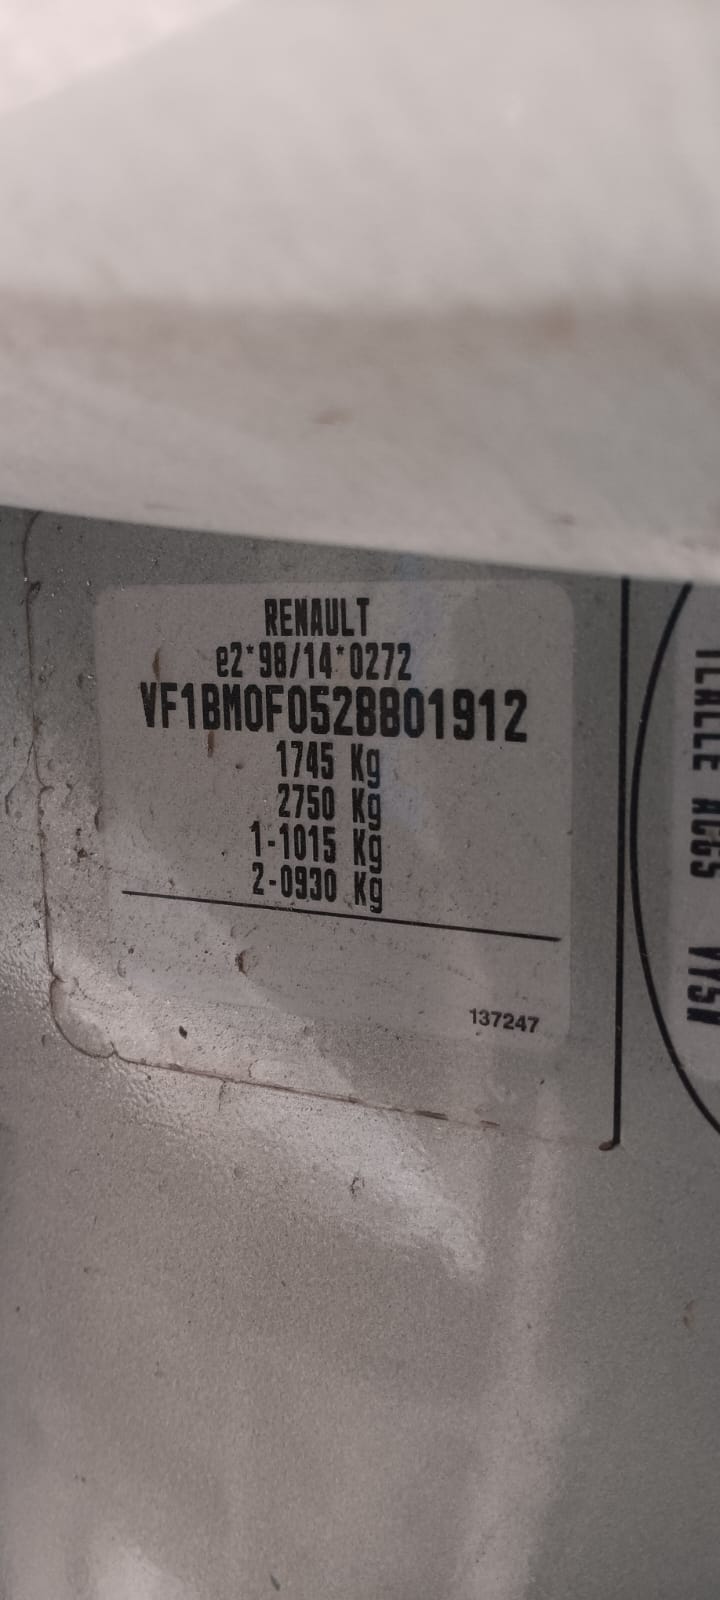 RENAULT
e2*98/14*0272
VF1BM0F0528801912
1745 Kg
2750 Kg
1-1015 Kg
2-0930 Kg
137247